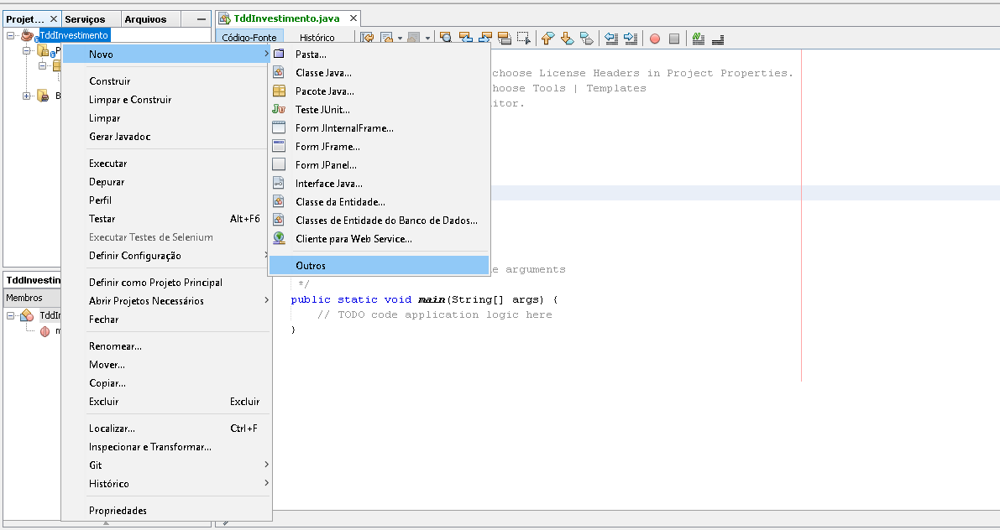 Projet... Serviços Arquivos
TddInvestimento.java
TddInvestimento
Código-Fonte Histórico
P
B
Novo
Construir
Limpar e Construir
Limpar
Gerar Javadoc
Executar
Depurar
Perfil
Testar Alt+F6
Executar Testes de Selenium
Definir Configuração
Definir como Projeto Principal
Abrir Projetos Necessários
Fechar
Renomear...
Mover...
Copiar...
Excluir Excluir
Localizar... Ctrl+F
Inspecionar e Transformar...
Git
Histórico
Propriedades
Pasta...
Classe Java...
Pacote Java...
Teste JUnit...
Form JInternalFrame...
Form JFrame...
Form JPanel...
Interface Java...
Classe da Entidade...
Classes de Entidade do Banco de Dados...
Cliente para Web Service...
Outros
choose License Headers in Project Properties.
hoose Tools | Templates
itor.
e arguments
*/
public static void main(String[] args) {
// TODO code application logic here
}
TddInvestin
Membros
TddIn
m